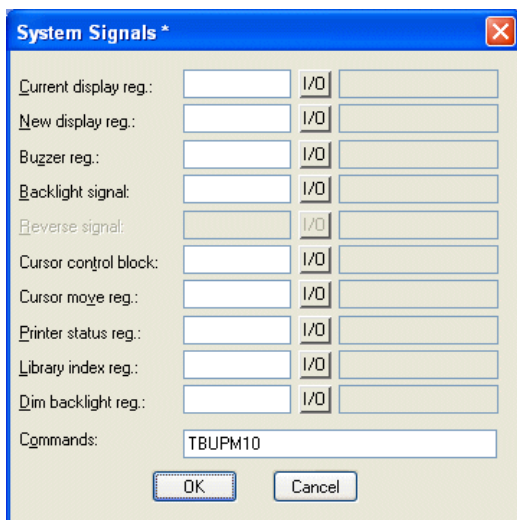 System Signals *
Current display reg.: I/O
New display reg.: I/O
Buzzer reg.: I/O
Backlight signal: I/O
Reverse signal: I/O
Cursor control block: I/O
Cursor move reg.: I/O
Printer status reg.: I/O
Library index reg.: I/O
Dim backlight reg.: I/O
Commands: TBUPM10
OK Cancel